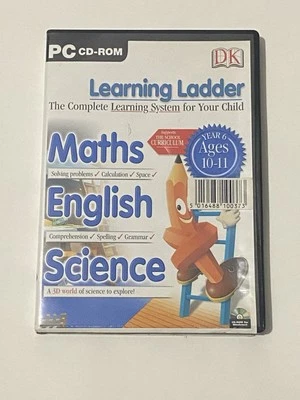 PC CD-ROM
DK
Learning Ladder
The Complete Learning System for Your Child
Maths
Solving problems ✓ Calculation ✓ Space ✓
Supports
THE SCHOOL
CURRICULUM
YEAR 6
Ages
10-11
5 016488 100373
English
Comprehension ✓ Spelling ✓ Grammar ✓
Science
A 3D world of science to explore!